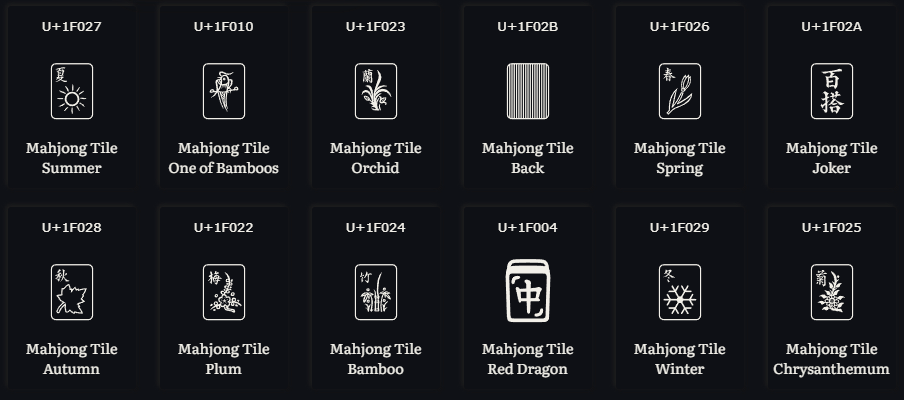 U+1F027 U+1F010 U+1F023 U+1F02B U+1F026 U+1F02A
夏 蘭 春 百搭
Mahjong Tile Mahjong Tile Mahjong Tile Mahjong Tile Mahjong Tile Mahjong Tile
Summer One of Bamboos Orchid Back Spring Joker
U+1F028 U+1F022 U+1F024 U+1F004 U+1F029 U+1F025
秋 梅 竹 中 冬 菊
Mahjong Tile Mahjong Tile Mahjong Tile Mahjong Tile Mahjong Tile Mahjong Tile
Autumn Plum Bamboo Red Dragon Winter Chrysanthemum